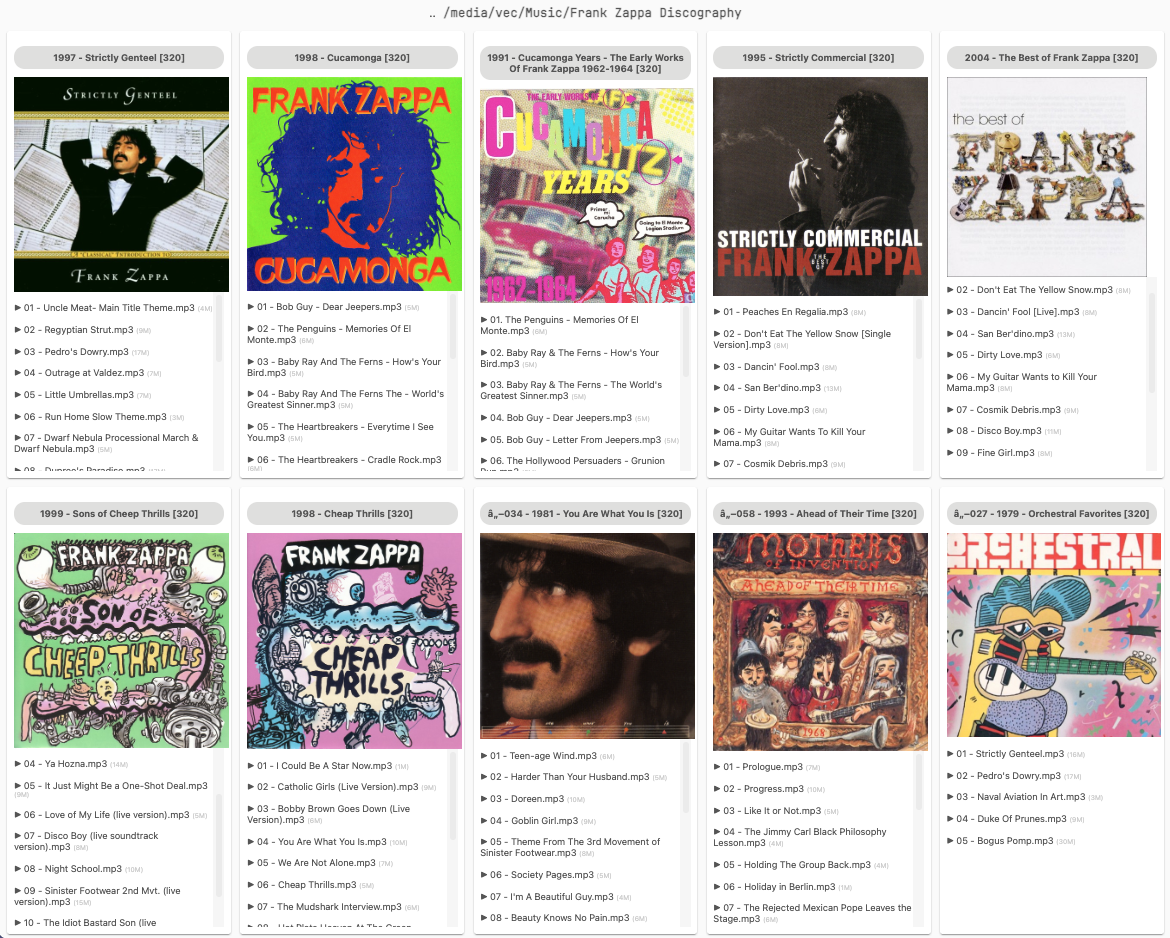 .. /media/vec/Music/Frank Zappa Discography
1997 - Strictly Genteel [320]
STRICTLY GENTEEL
A "CLASSICAL" INTRODUCTION TO
FRANK ZAPPA
▶ 01 - Uncle Meat- Main Title Theme.mp3 (4M)
▶ 02 - Regyptian Strut.mp3 (9M)
▶ 03 - Pedro's Dowry.mp3 (17M)
▶ 04 - Outrage at Valdez.mp3 (7M)
▶ 05 - Little Umbrellas.mp3 (7M)
▶ 06 - Run Home Slow Theme.mp3 (3M)
▶ 07 - Dwarf Nebula Processional March &
Dwarf Nebula.mp3 (5M)
▶ 08 - Dupree's Paradise.mp3
1998 - Cucamonga [320]
FRANK ZAPPA
CUCAMONGA
▶ 01 - Bob Guy - Dear Jeepers.mp3 (5M)
▶ 02 - The Penguins - Memories Of El
Monte.mp3 (6M)
▶ 03 - Baby Ray And The Ferns - How's Your
Bird.mp3 (5M)
▶ 04 - Baby Ray And The Ferns The - World's
Greatest Sinner.mp3 (5M)
▶ 05 - The Heartbreakers - Everytime I See
You.mp3 (5M)
▶ 06 - The Heartbreakers - Cradle Rock.mp3
(6M)
1991 - Cucamonga Years - The Early Works
Of Frank Zappa 1962-1964 [320]
THE EARLY WORKS OF
CUCAMONGA
YEARS
Primer mi Carucha
Going to El Monte Legion Stadium
1962-1964
▶ 01. The Penguins - Memories Of El
Monte.mp3 (6M)
▶ 02. Baby Ray & The Ferns - How's Your
Bird.mp3 (5M)
▶ 03. Baby Ray & The Ferns - The World's
Greatest Sinner.mp3 (5M)
▶ 04. Bob Guy - Dear Jeepers.mp3 (5M)
▶ 05. Bob Guy - Letter From Jeepers.mp3 (5M)
▶ 06. The Hollywood Persuaders - Grunion
Run.mp3
1995 - Strictly Commercial [320]
STRICTLY COMMERCIAL
THE BEST OF
FRANK ZAPPA
▶ 01 - Peaches En Regalia.mp3 (8M)
▶ 02 - Don't Eat The Yellow Snow [Single
Version].mp3 (8M)
▶ 03 - Dancin' Fool.mp3 (8M)
▶ 04 - San Ber'dino.mp3 (13M)
▶ 05 - Dirty Love.mp3 (6M)
▶ 06 - My Guitar Wants To Kill Your
Mama.mp3 (8M)
▶ 07 - Cosmik Debris.mp3 (9M)
2004 - The Best of Frank Zappa [320]
the best of
FRANK
ZAPPA
▶ 02 - Don't Eat The Yellow Snow.mp3 (8M)
▶ 03 - Dancin' Fool [Live].mp3 (8M)
▶ 04 - San Ber'dino.mp3 (13M)
▶ 05 - Dirty Love.mp3 (6M)
▶ 06 - My Guitar Wants to Kill Your
Mama.mp3 (8M)
▶ 07 - Cosmik Debris.mp3 (9M)
▶ 08 - Disco Boy.mp3 (11M)
▶ 09 - Fine Girl.mp3 (8M)
1999 - Sons of Cheep Thrills [320]
FRANK ZAPPA
SON OF
CHEEP THRILLS
▶ 04 - Ya Hozna.mp3 (14M)
▶ 05 - It Just Might Be a One-Shot Deal.mp3
(9M)
▶ 06 - Love of My Life (live version).mp3 (5M)
▶ 07 - Disco Boy (live soundtrack
version).mp3 (8M)
▶ 08 - Night School.mp3 (10M)
▶ 09 - Sinister Footwear 2nd Mvt. (live
version).mp3 (15M)
▶ 10 - The Idiot Bastard Son (live
1998 - Cheap Thrills [320]
FRANK ZAPPA
CHEAP
THRILLS
▶ 01 - I Could Be A Star Now.mp3 (1M)
▶ 02 - Catholic Girls (Live Version).mp3 (9M)
▶ 03 - Bobby Brown Goes Down (Live
Version).mp3 (6M)
▶ 04 - You Are What You Is.mp3 (10M)
▶ 05 - We Are Not Alone.mp3 (7M)
▶ 06 - Cheap Thrills.mp3 (5M)
▶ 07 - The Mudshark Interview.mp3 (6M)
▶ 08 - Hot Plate Heaven At The Green
â„–034 - 1981 - You Are What You Is [320]
YOU ARE WHAT YOU IS
▶ 01 - Teen-age Wind.mp3 (6M)
▶ 02 - Harder Than Your Husband.mp3 (5M)
▶ 03 - Doreen.mp3 (10M)
▶ 04 - Goblin Girl.mp3 (9M)
▶ 05 - Theme From The 3rd Movement of
Sinister Footwear.mp3 (8M)
▶ 06 - Society Pages.mp3 (5M)
▶ 07 - I'm A Beautiful Guy.mp3 (4M)
▶ 08 - Beauty Knows No Pain.mp3 (6M)
â„–058 - 1993 - Ahead of Their Time [320]
MOTHERS
OF INVENTION
AHEAD OF THEIR TIME
1968
▶ 01 - Prologue.mp3 (7M)
▶ 02 - Progress.mp3 (10M)
▶ 03 - Like It or Not.mp3 (5M)
▶ 04 - The Jimmy Carl Black Philosophy
Lesson.mp3 (4M)
▶ 05 - Holding The Group Back.mp3 (4M)
▶ 06 - Holiday in Berlin.mp3 (1M)
▶ 07 - The Rejected Mexican Pope Leaves the
Stage.mp3 (6M)
â„–027 - 1979 - Orchestral Favorites [320]
ORCHESTRAL
▶ 01 - Strictly Genteel.mp3 (16M)
▶ 02 - Pedro's Dowry.mp3 (17M)
▶ 03 - Naval Aviation In Art.mp3 (3M)
▶ 04 - Duke Of Prunes.mp3 (9M)
▶ 05 - Bogus Pomp.mp3 (30M)